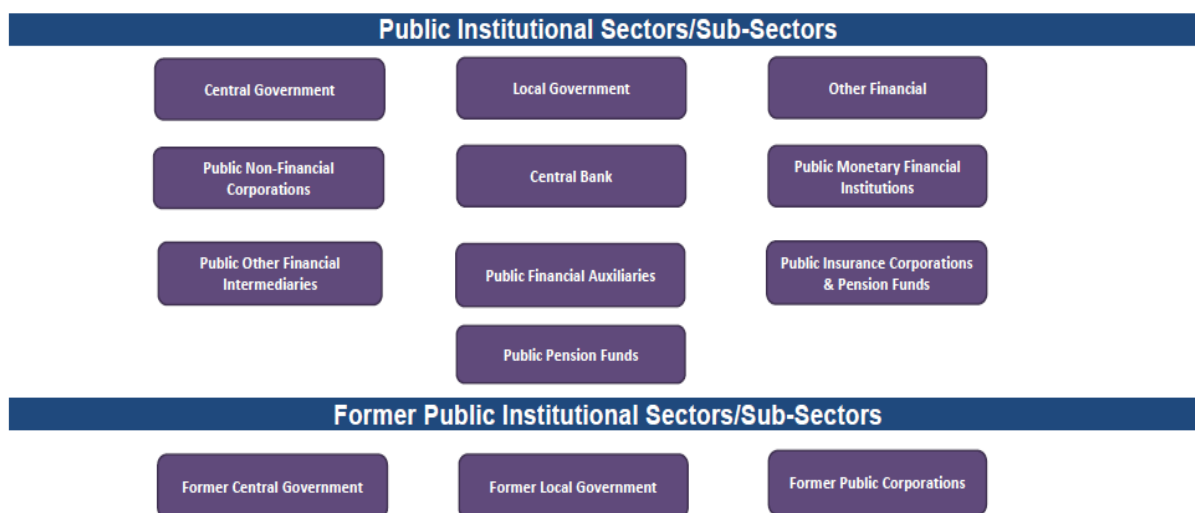 Public Institutional Sectors/Sub-Sectors
Central Government
Local Government
Other Financial
Public Non-Financial
Corporations
Central Bank
Public Monetary Financial
Institutions
Public Other Financial
Intermediaries
Public Financial Auxiliaries
Public Insurance Corporations
& Pension Funds
Public Pension Funds
Former Public Institutional Sectors/Sub-Sectors
Former Central Government
Former Local Government
Former Public Corporations